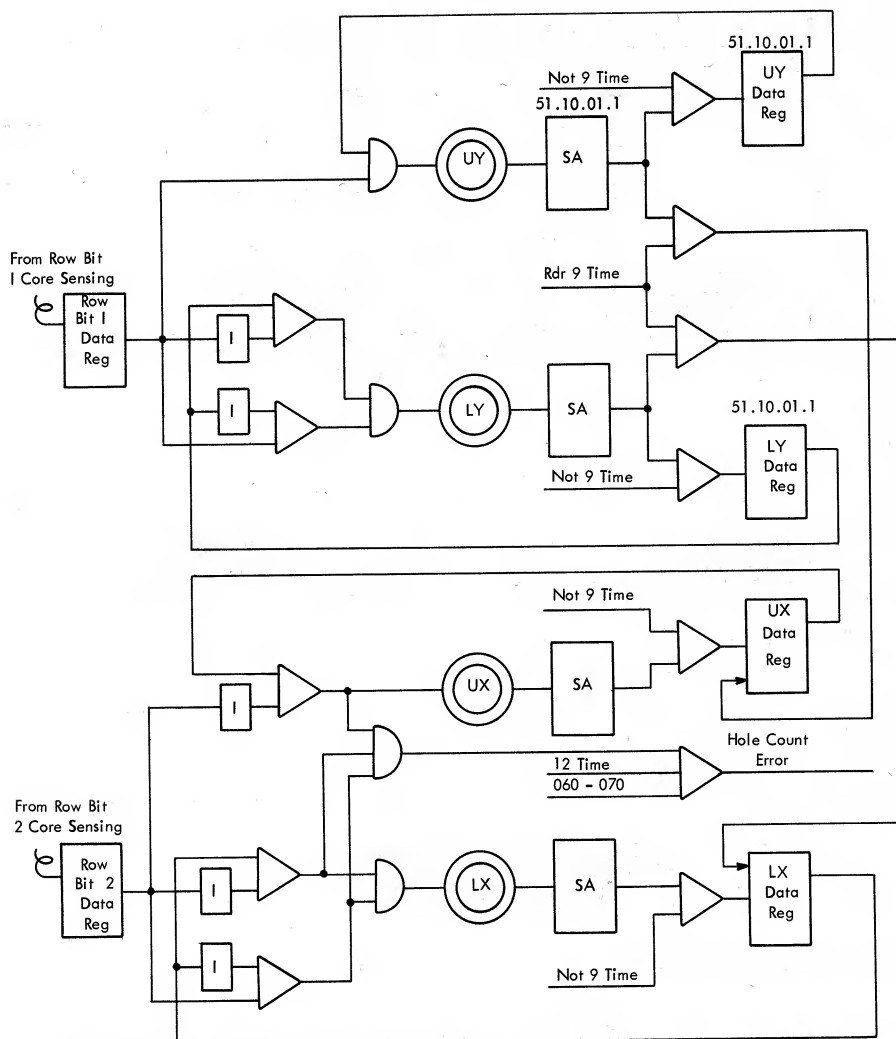 51.10.01.1
UY
Data
Reg
Not 9 Time
51.10.01.1
UY
SA
From Row Bit
1 Core Sensing
Row
Bit 1
Data
Reg
Rdr 9 Time
I
I
LY
SA
51.10.01.1
LY
Data
Reg
Not 9 Time
Not 9 Time
UX
Data
Reg
UX
SA
I
Hole Count
Error
12 Time
060 - 070
From Row Bit
2 Core Sensing
Row
Bit 2
Data
Reg
I
I
LX
SA
LX
Data
Reg
Not 9 Time